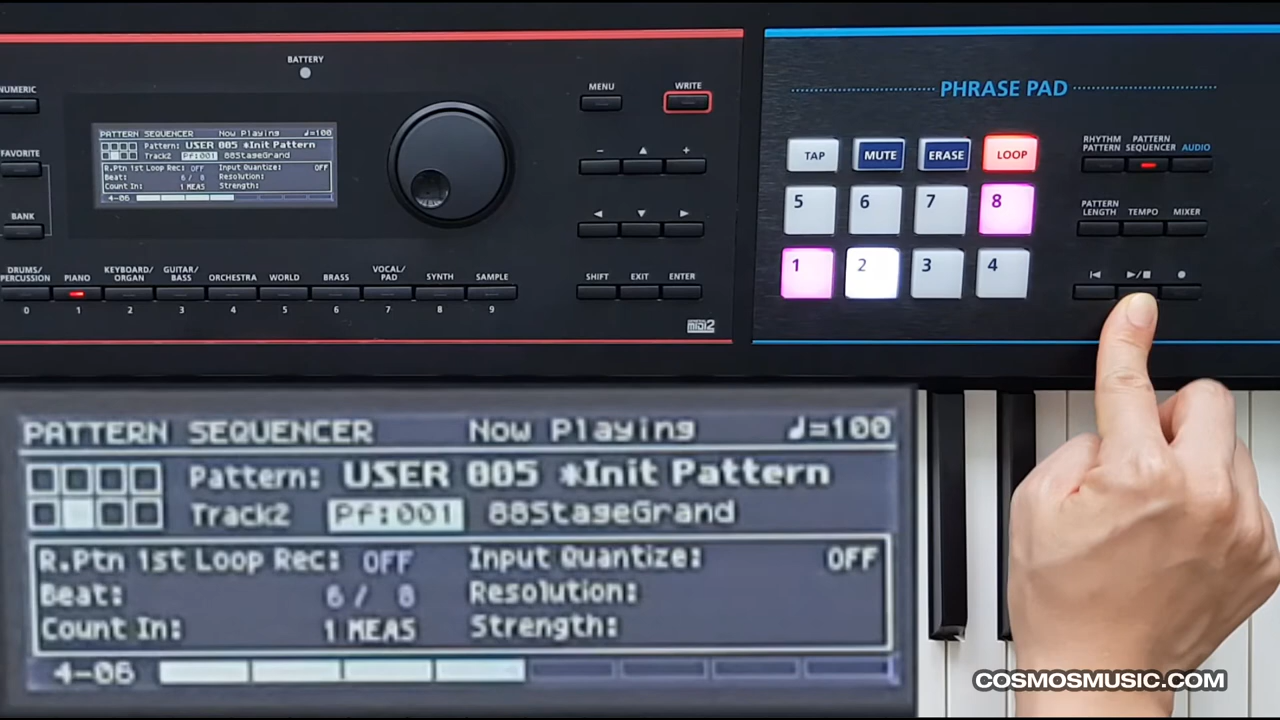 BATTERY
NUMERIC
MENU
WRITE
PHRASE PAD
PATTERN SEQUENCER Now Playing ♩=100
Pattern: USER 005 *Init Pattern
Track2 Pf:001 88StageGrand
R.Ptn 1st Loop Rec: OFF Input Quantize: OFF
Beat: 6/ 8 Resolution:
Count In: 1 MEAS Strength:
4-06
FAVORITE
BANK
− ▲ +
◀ ▼ ▶
TAP MUTE ERASE LOOP
5 6 7 8
1 2 3 4
RHYTHM PATTERN
PATTERN SEQUENCER
AUDIO
PATTERN LENGTH
TEMPO
MIXER
DRUMS/ PERCUSSION
PIANO
KEYBOARD/ ORGAN
GUITAR/ BASS
ORCHESTRA
WORLD
BRASS
VOCAL/ PAD
SYNTH
SAMPLE
SHIFT EXIT ENTER
0 1 2 3 4 5 6 7 8 9
midi2
PATTERN SEQUENCER Now Playing ♩=100
Pattern: USER 005 *Init Pattern
Track2 Pf:001 88StageGrand
R.Ptn 1st Loop Rec: OFF Input Quantize: OFF
Beat: 6/ 8 Resolution:
Count In: 1 MEAS Strength:
4-06
COSMOSMUSIC.COM